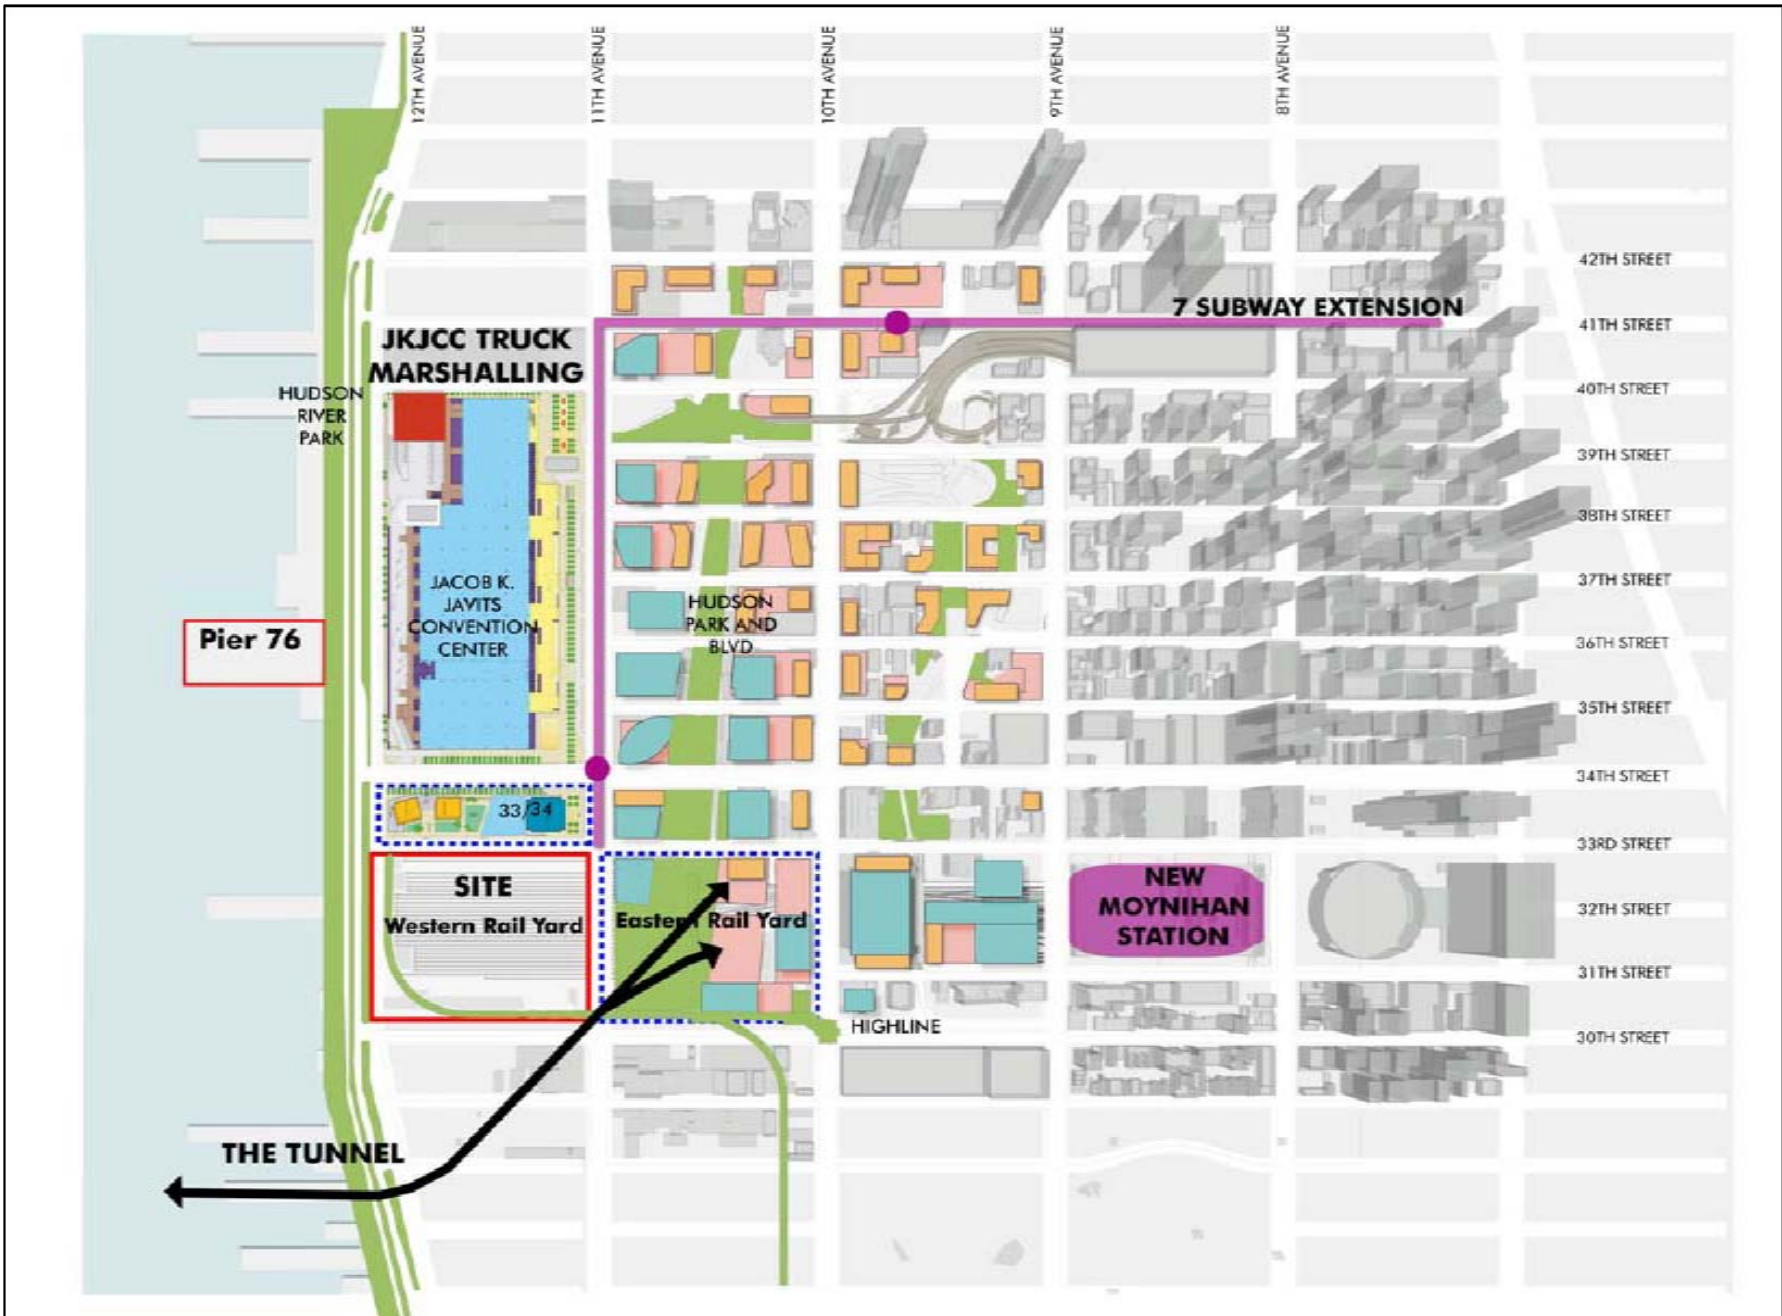 12TH AVENUE
11TH AVENUE
10TH AVENUE
9TH AVENUE
8TH AVENUE
42TH STREET
7 SUBWAY EXTENSION
41TH STREET
JKJCC TRUCK
MARSHALLING
40TH STREET
HUDSON
RIVER
PARK
39TH STREET
38TH STREET
37TH STREET
JACOB K.
JAVITS
CONVENTION
CENTER
HUDSON
PARK AND
BLVD
Pier 76
36TH STREET
35TH STREET
34TH STREET
33/34
33RD STREET
SITE
Western Rail Yard
Eastern Rail Yard
NEW
MOYNIHAN
STATION
32TH STREET
31TH STREET
HIGHLINE
30TH STREET
THE TUNNEL